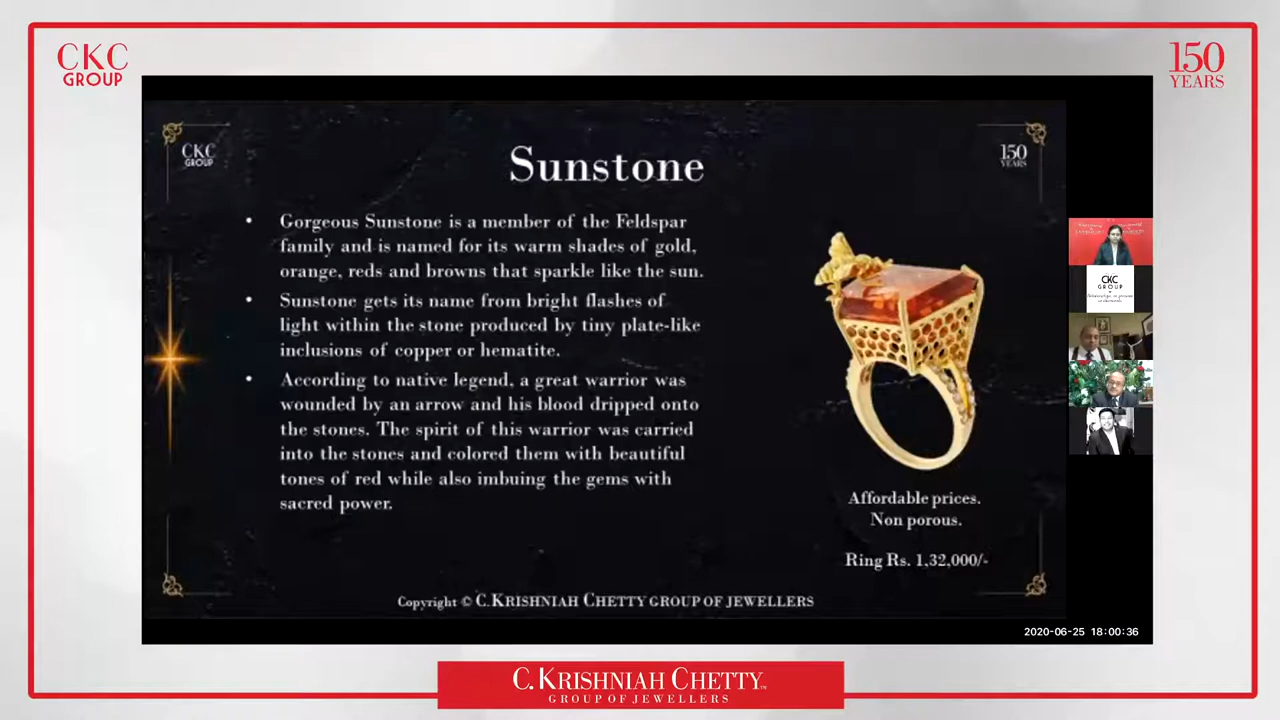 CKC
GROUP
150
YEARS
CKC
GROUP
Sunstone
150
YEARS
• Gorgeous Sunstone is a member of the Feldspar
family and is named for its warm shades of gold,
orange, reds and browns that sparkle like the sun.
• Sunstone gets its name from bright flashes of
light within the stone produced by tiny plate-like
inclusions of copper or hematite.
• According to native legend, a great warrior was
wounded by an arrow and his blood dripped onto
the stones. The spirit of this warrior was carried
into the stones and colored them with beautiful
tones of red while also imbuing the gems with
sacred power.
Affordable prices.
Non porous.
Ring Rs. 1,32,000/-
Copyright © C.KRISHNIAH CHETTY GROUP OF JEWELLERS
CKC
GROUP
2020-06-25 18:00:36
C. KRISHNIAH CHETTY™
GROUP OF JEWELLERS